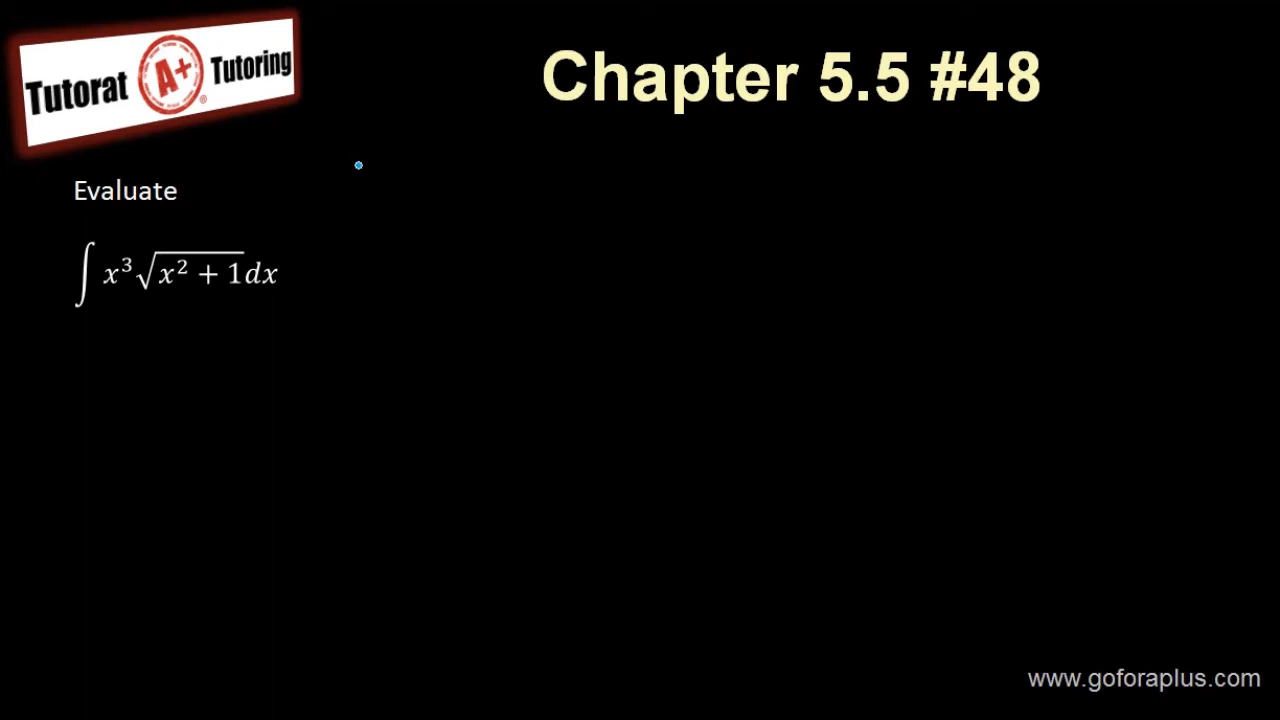 Tutorat A+ Tutoring
Chapter 5.5 #48
Evaluate
∫ x³√(x² + 1)dx
www.goforaplus.com